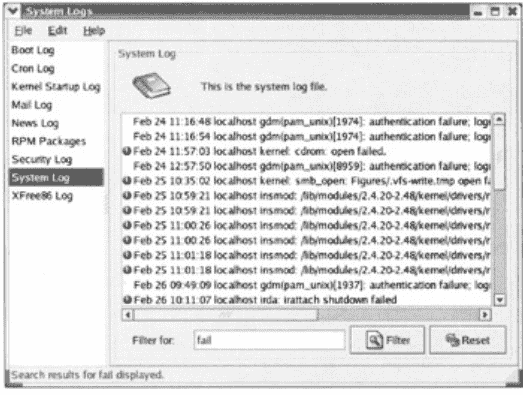 System Logs
File Edit Help
Boot Log
Cron Log
Kernel Startup Log
Mail Log
News Log
RPM Packages
Security Log
System Log
XFree86 Log
System Log
This is the system log file.
Feb 24 11:16:48 localhost gdm(pam_unix)[1974]: authentication failure; log
Feb 24 11:16:54 localhost gdm(pam_unix)[1974]: authentication failure; log
Feb 24 11:57:03 localhost kernel: cdrom: open failed.
Feb 24 12:57:50 localhost gdm(pam_unix)[8959]: authentication failure; log
Feb 25 10:35:02 localhost kernel: smb_open: Figures/.vfs-write.tmp open fa
Feb 25 10:59:21 localhost insmod: /lib/modules/2.4.20-2.48/kernel/drivers/
Feb 25 10:59:21 localhost insmod: /lib/modules/2.4.20-2.48/kernel/drivers/
Feb 25 11:00:26 localhost insmod: /lib/modules/2.4.20-2.48/kernel/drivers/
Feb 25 11:00:26 localhost insmod: /lib/modules/2.4.20-2.48/kernel/drivers/
Feb 25 11:01:18 localhost insmod: /lib/modules/2.4.20-2.48/kernel/drivers/
Feb 25 11:01:18 localhost insmod: /lib/modules/2.4.20-2.48/kernel/drivers/
Feb 26 09:49:09 localhost gdm(pam_unix)[1937]: authentication failure; log
Feb 26 10:11:07 localhost irda: irattach shutdown failed
Filter for: fail Filter Reset
Search results for fail displayed.